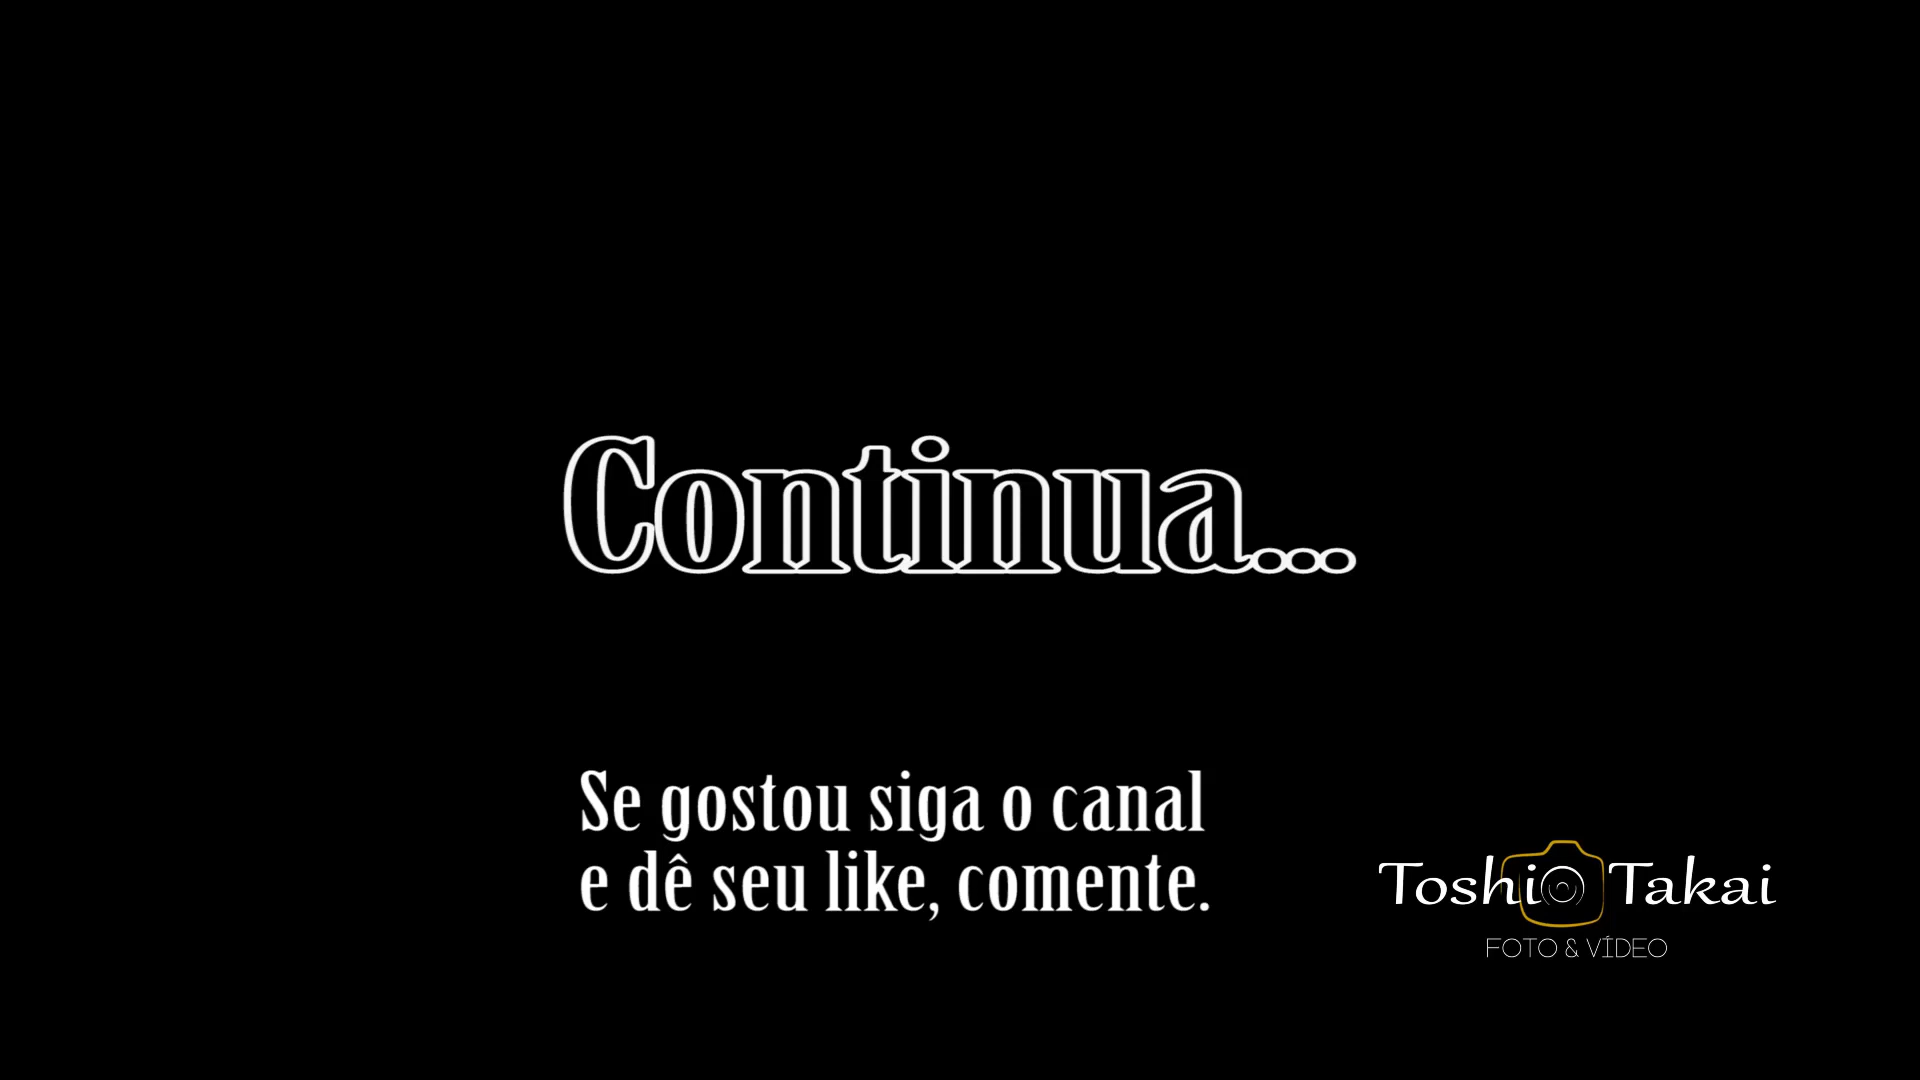 Continua...
Se gostou siga o canal
e dê seu like, comente.
Toshio Takai
FOTO & VÍDEO